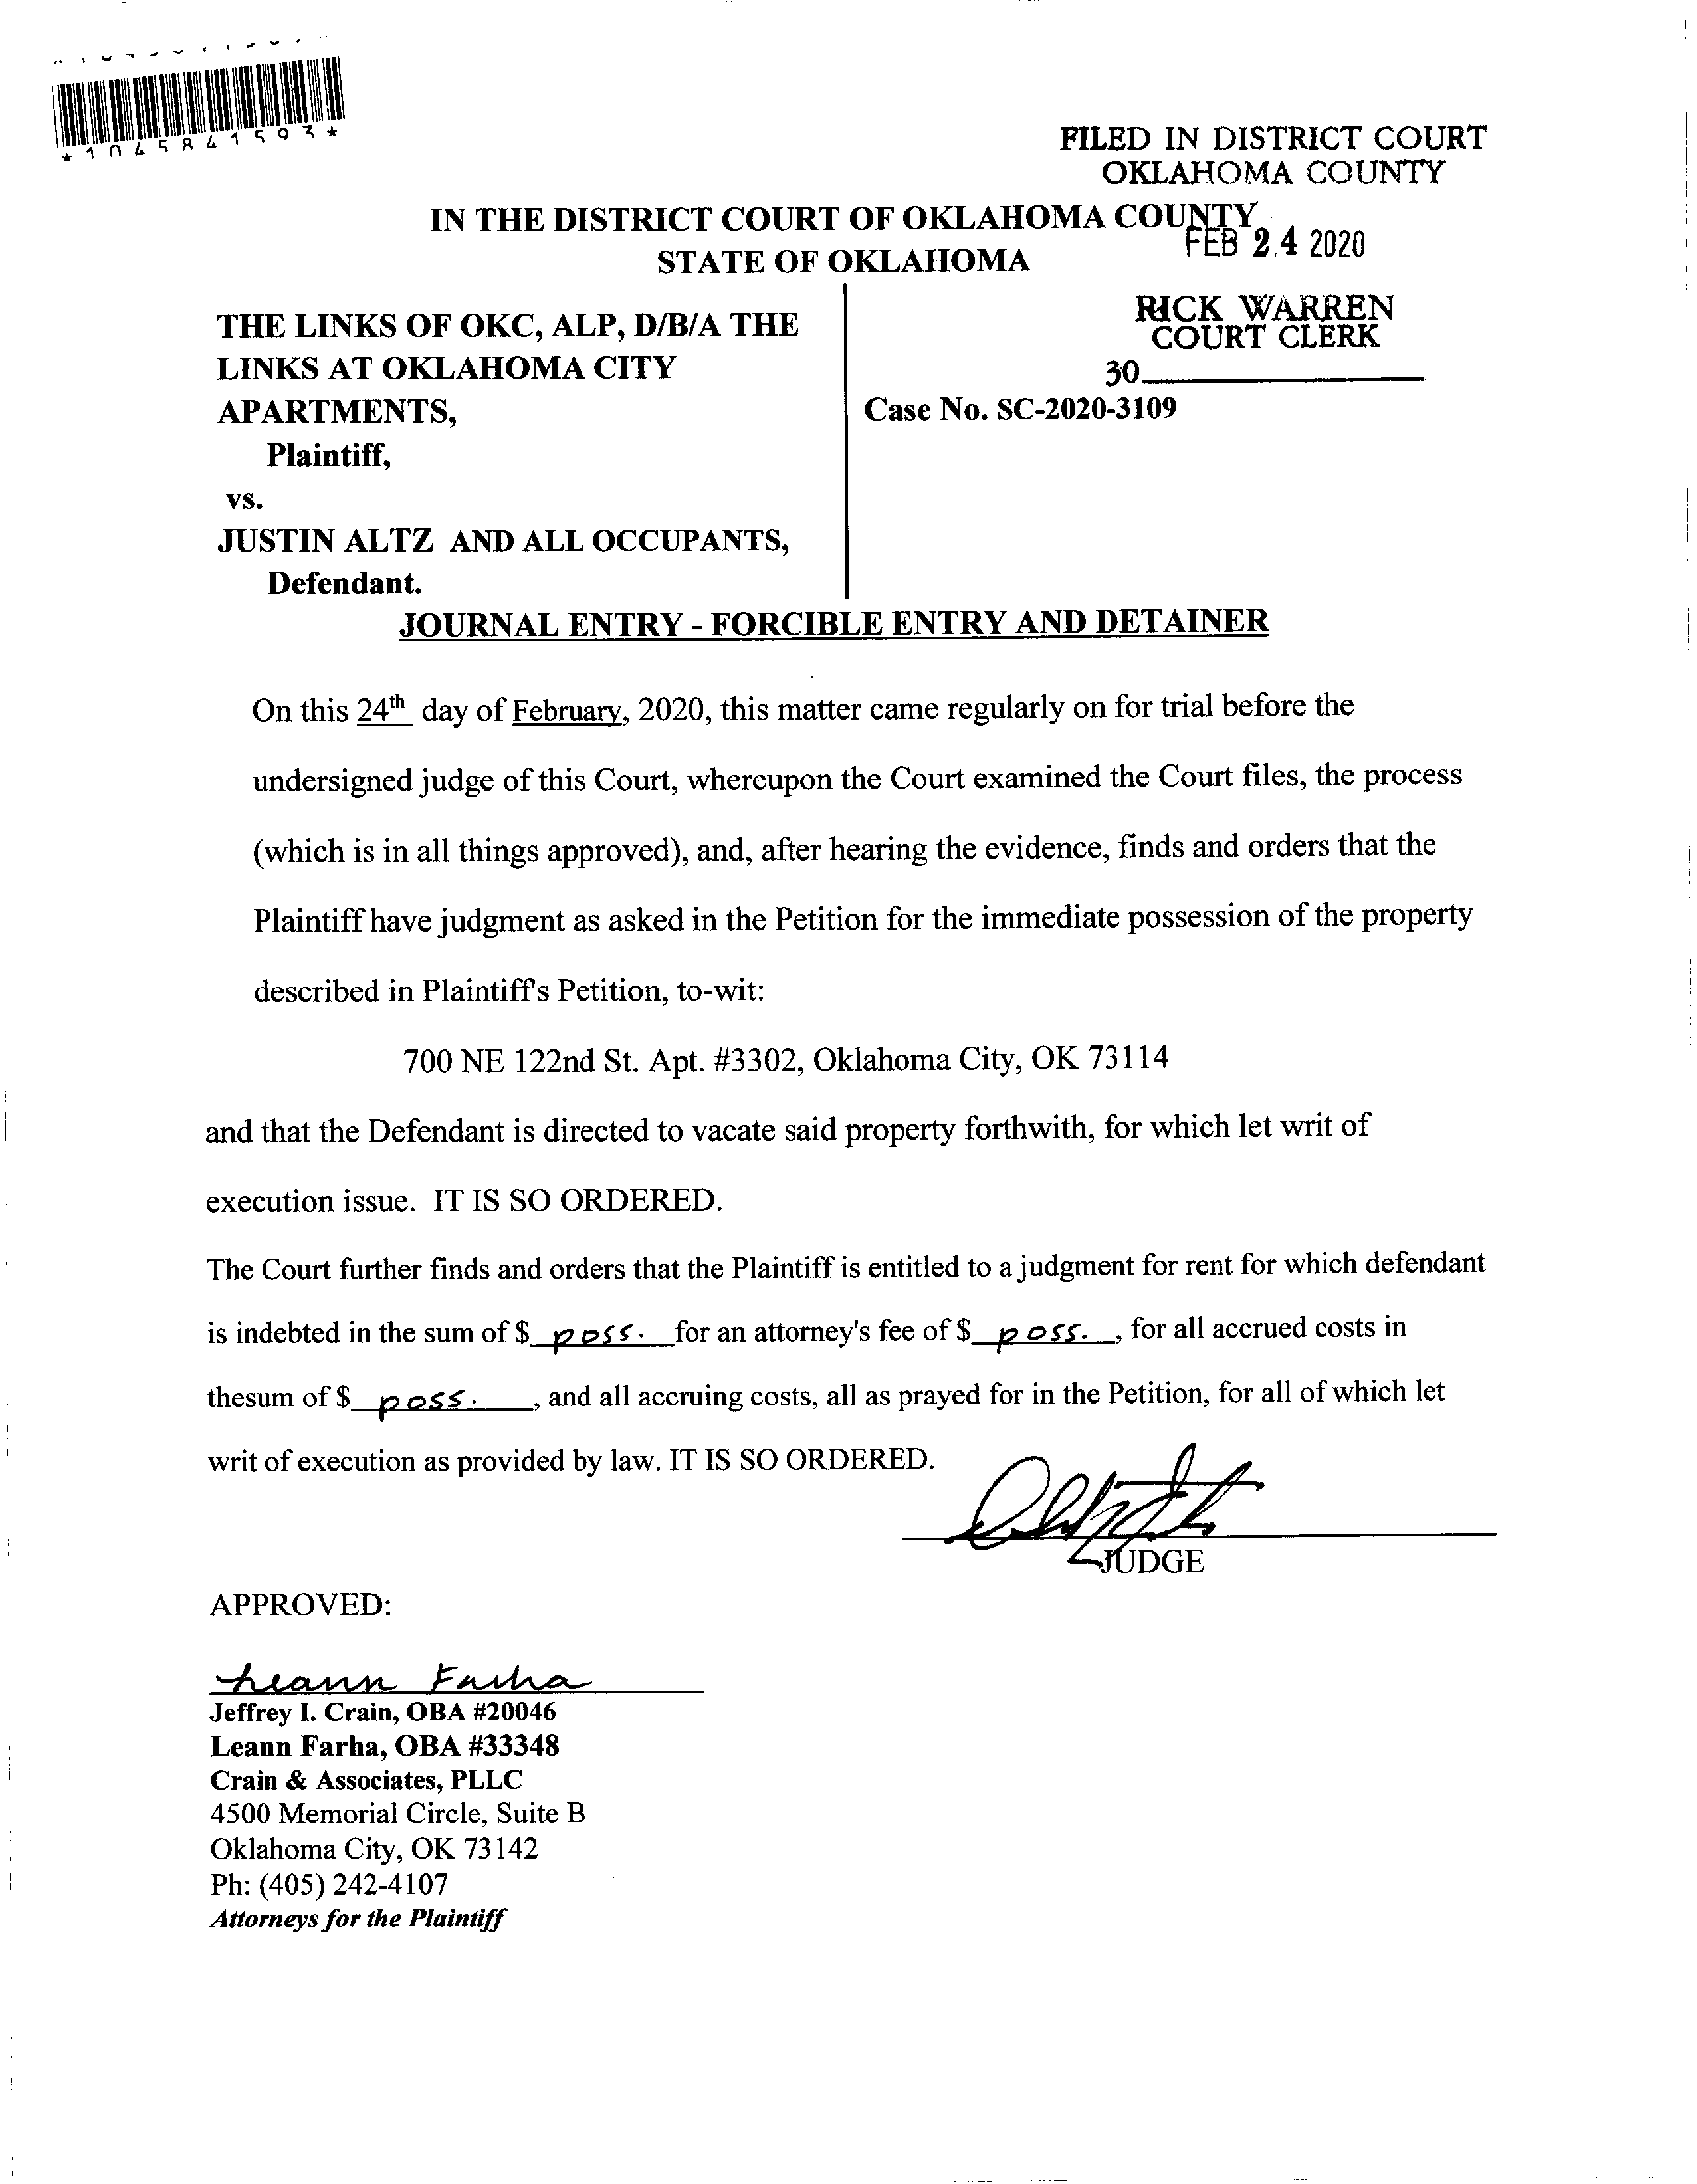 *1045841593*
FILED IN DISTRICT COURT
OKLAHOMA COUNTY
IN THE DISTRICT COURT OF OKLAHOMA COUNTY
FEB 24 2020
STATE OF OKLAHOMA
RICK WARREN
COURT CLERK
30
THE LINKS OF OKC, ALP, D/B/A THE
LINKS AT OKLAHOMA CITY
APARTMENTS,
Plaintiff,
vs.
JUSTIN ALTZ AND ALL OCCUPANTS,
Defendant.
Case No. SC-2020-3109
JOURNAL ENTRY - FORCIBLE ENTRY AND DETAINER
On this 24th day of February, 2020, this matter came regularly on for trial before the
undersigned judge of this Court, whereupon the Court examined the Court files, the process
(which is in all things approved), and, after hearing the evidence, finds and orders that the
Plaintiff have judgment as asked in the Petition for the immediate possession of the property
described in Plaintiff's Petition, to-wit:
700 NE 122nd St. Apt. #3302, Oklahoma City, OK 73114
and that the Defendant is directed to vacate said property forthwith, for which let writ of
execution issue. IT IS SO ORDERED.
The Court further finds and orders that the Plaintiff is entitled to a judgment for rent for which defendant
is indebted in the sum of $ poss. for an attorney's fee of $ poss. , for all accrued costs in
thesum of $ poss. , and all accruing costs, all as prayed for in the Petition, for all of which let
writ of execution as provided by law. IT IS SO ORDERED.
JUDGE
APPROVED:
Leann Farha
Jeffrey I. Crain, OBA #20046
Leann Farha, OBA #33348
Crain & Associates, PLLC
4500 Memorial Circle, Suite B
Oklahoma City, OK 73142
Ph: (405) 242-4107
Attorneys for the Plaintiff